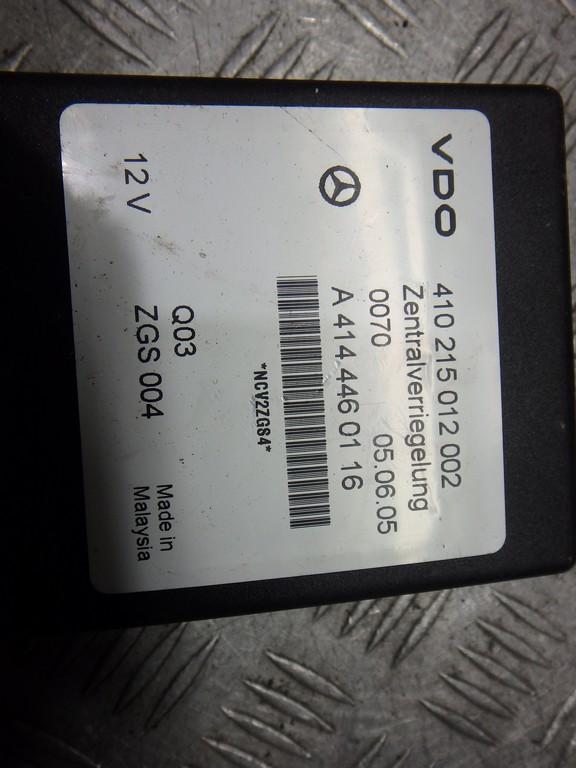 VDO
410 215 012 002
Zentralverriegelung
0070 05.06.05
A 414 446 01 16
*NCV2ZGS4*
12 V
Q03
ZGS 004
Made in
Malaysia